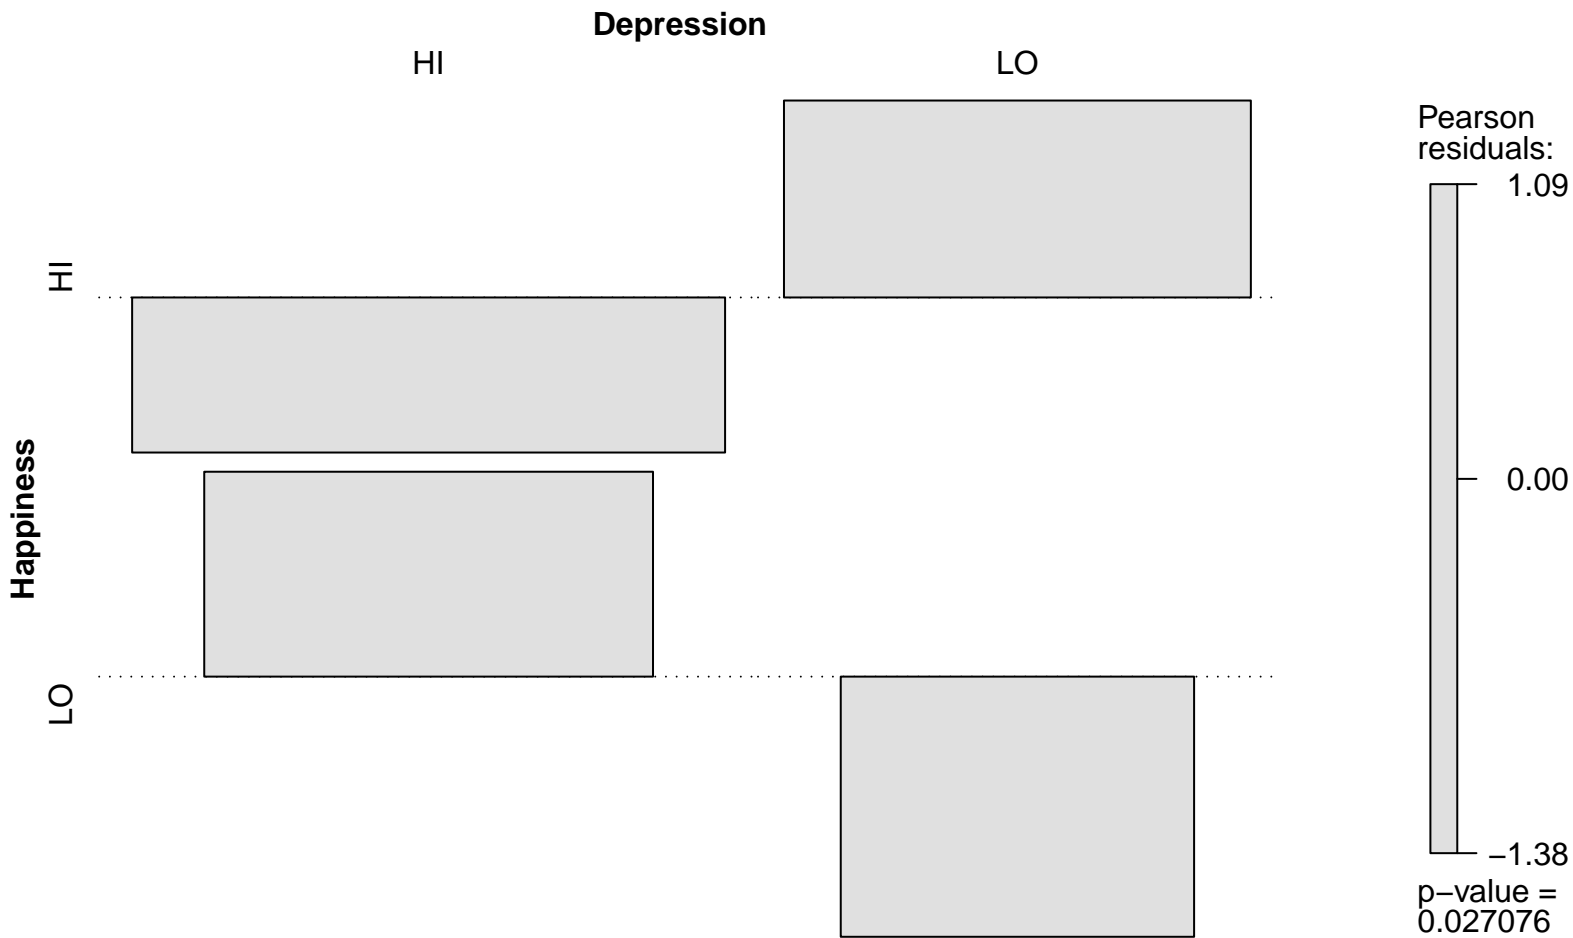 Depression
HI
LO
Happiness
HI
LO
Pearson
residuals:
1.09
0.00
−1.38
p−value =
0.027076